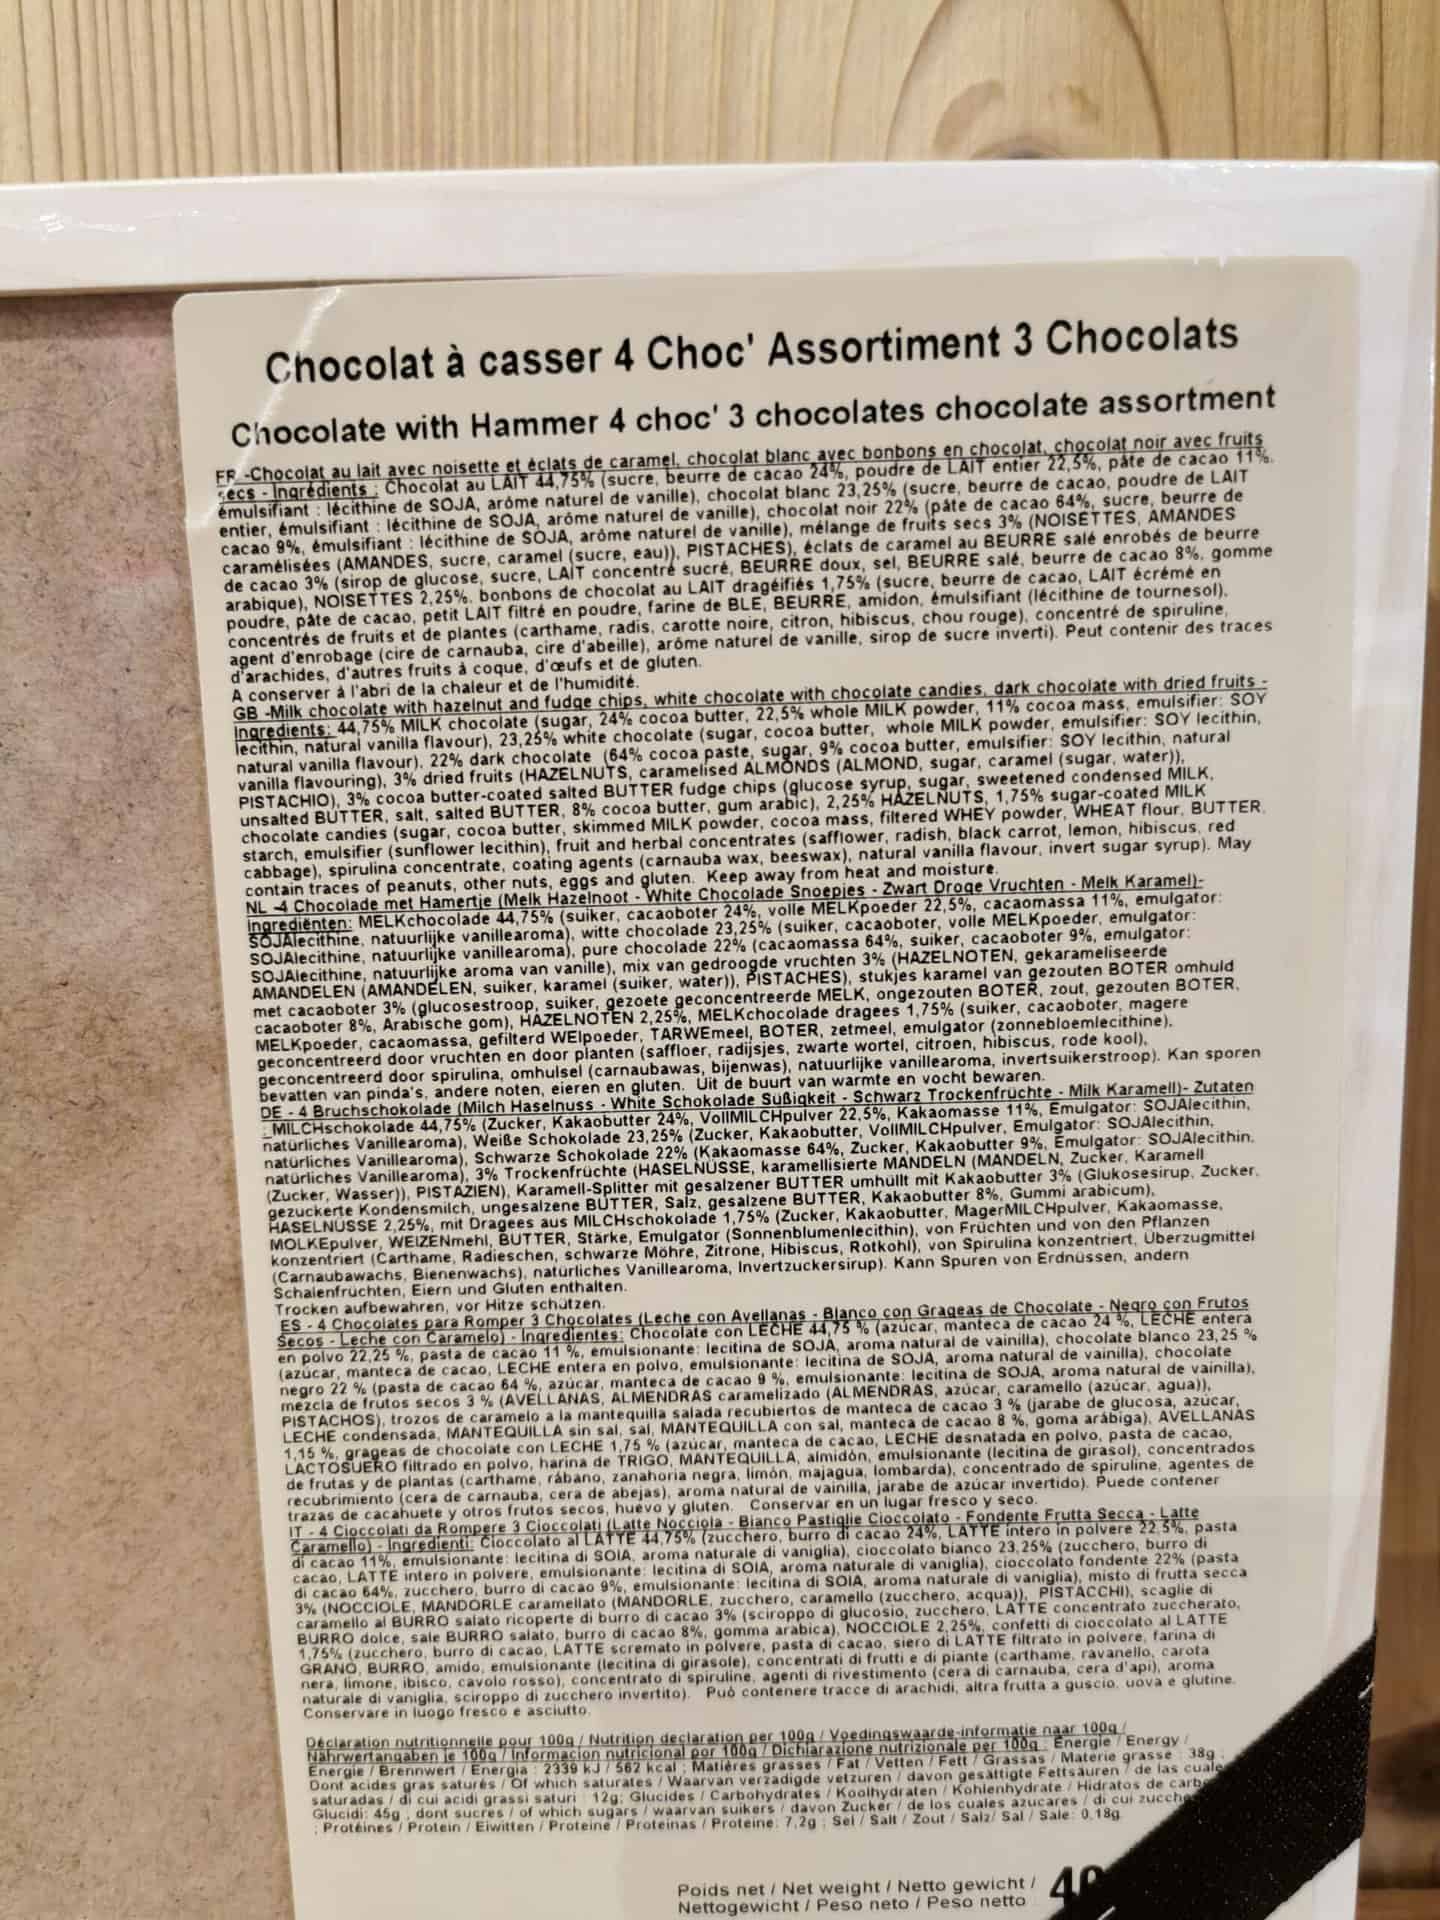 Chocolat à casser 4 Choc' Assortiment 3 Chocolats
Chocolate with Hammer 4 choc' 3 chocolates chocolate assortment
FR -Chocolat au lait avec noisette et éclats de caramel, chocolat blanc avec bonbons en chocolat, chocolat noir avec fruits
secs - Ingrédients : Chocolat au LAIT 44,75% (sucre, beurre de cacao 24%, poudre de LAIT entier 22,5%, pâte de cacao 11%,
émulsifiant : lécithine de SOJA, arôme naturel de vanille), chocolat blanc 23,25% (sucre, beurre de cacao, poudre de LAIT
entier, émulsifiant : lécithine de SOJA, arôme naturel de vanille), chocolat noir 22% (pâte de cacao 64%, sucre, beurre de
cacao 9%, émulsifiant : lécithine de SOJA, arôme naturel de vanille), mélange de fruits secs 3% (NOISETTES, AMANDES
caramélisées (AMANDES, sucre, caramel (sucre, eau)), PISTACHES), éclats de caramel au BEURRE salé enrobés de beurre
de cacao 3% (sirop de glucose, sucre, LAIT concentré sucré, BEURRE doux, sel, BEURRE salé, beurre de cacao 8%, gomme
arabique), NOISETTES 2,25%, bonbons de chocolat au LAIT dragéifiés 1,75% (sucre, beurre de cacao, LAIT écrémé en
poudre, pâte de cacao, petit LAIT filtré en poudre, farine de BLE, BEURRE, amidon, émulsifiant (lécithine de tournesol),
concentrés de fruits et de plantes (carthame, radis, carotte noire, citron, hibiscus, chou rouge), concentré de spiruline,
agent d'enrobage (cire de carnauba, cire d'abeille), arôme naturel de vanille, sirop de sucre inverti). Peut contenir des traces
d'arachides, d'autres fruits à coque, d'œufs et de gluten.
A conserver à l'abri de la chaleur et de l'humidité.
GB -Milk chocolate with hazelnut and fudge chips, white chocolate with chocolate candies, dark chocolate with dried fruits -
Ingredients: 44,75% MILK chocolate (sugar, 24% cocoa butter, 22,5% whole MILK powder, 11% cocoa mass, emulsifier: SOY
lecithin, natural vanilla flavour), 23,25% white chocolate (sugar, cocoa butter, whole MILK powder, emulsifier: SOY lecithin,
natural vanilla flavour), 22% dark chocolate (64% cocoa paste, sugar, 9% cocoa butter, emulsifier: SOY lecithin, natural
vanilla flavouring), 3% dried fruits (HAZELNUTS, caramelised ALMONDS (ALMOND, sugar, caramel (sugar, water)),
PISTACHIO), 3% cocoa butter-coated salted BUTTER fudge chips (glucose syrup, sugar, sweetened condensed MILK,
unsalted BUTTER, salt, salted BUTTER, 8% cocoa butter, gum arabic), 2,25% HAZELNUTS, 1,75% sugar-coated MILK
chocolate candies (sugar, cocoa butter, skimmed MILK powder, cocoa mass, filtered WHEY powder, WHEAT flour, BUTTER,
starch, emulsifier (sunflower lecithin), fruit and herbal concentrates (safflower, radish, black carrot, lemon, hibiscus, red
cabbage), spirulina concentrate, coating agents (carnauba wax, beeswax), natural vanilla flavour, invert sugar syrup). May
contain traces of peanuts, other nuts, eggs and gluten. Keep away from heat and moisture.
NL -4 Chocolade met Hamertje (Melk Hazelnoot - White Chocolade Snoepjes - Zwart Droge Vruchten - Melk Karamel)-
Ingrediënten: MELKchocolade 44,75% (suiker, cacaoboter 24%, volle MELKpoeder 22,5%, cacaomassa 11%, emulgator:
SOJAlecithine, natuurlijke vanillearoma), witte chocolade 23,25% (suiker, cacaoboter, volle MELKpoeder, emulgator:
SOJAlecithine, natuurlijke vanillearoma), pure chocolade 22% (cacaomassa 64%, suiker, cacaoboter 9%, emulgator:
SOJAlecithine, natuurlijke aroma van vanille), mix van gedroogde vruchten 3% (HAZELNOTEN, gekarameliseerde
AMANDELEN (AMANDELEN, suiker, karamel (suiker, water)), PISTACHES), stukjes karamel van gezouten BOTER omhuld
met cacaoboter 3% (glucosestroop, suiker, gezoete geconcentreerde MELK, ongezouten BOTER, zout, gezouten BOTER,
cacaoboter 8%, Arabische gom), HAZELNOTEN 2,25%, MELKchocolade dragees 1,75% (suiker, cacaoboter, magere
MELKpoeder, cacaomassa, gefilterd WEIpoeder, TARWEmeel, BOTER, zetmeel, emulgator (zonnebloemlecithine),
geconcentreerd door vruchten en door planten (saffloer, radijsjes, zwarte wortel, citroen, hibiscus, rode kool),
geconcentreerd door spirulina, omhulsel (carnaubawas, bijenwas), natuurlijke vanillearoma, invertsuikerstroop). Kan sporen
bevatten van pinda's, andere noten, eieren en gluten. Uit de buurt van warmte en vocht bewaren.
DE - 4 Bruchschokolade (Milch Haselnuss - White Schokolade Süßigkeit - Schwarz Trockenfrüchte - Milk Karamell)- Zutaten
: MILCHschokolade 44,75% (Zucker, Kakaobutter 24%, VollMILCHpulver 22,5%, Kakaomasse 11%, Emulgator: SOJAlecithin,
natürliches Vanillearoma), Weiße Schokolade 23,25% (Zucker, Kakaobutter, VollMILCHpulver, Emulgator: SOJAlecithin,
natürliches Vanillearoma), Schwarze Schokolade 22% (Kakaomasse 64%, Zucker, Kakaobutter 9%, Emulgator: SOJAlecithin,
natürliches Vanillearoma), 3% Trockenfrüchte (HASELNÜSSE, karamellisierte MANDELN (MANDELN, Zucker, Karamell
(Zucker, Wasser)), PISTAZIEN), Karamell-Splitter mit gesalzener BUTTER umhüllt mit Kakaobutter 3% (Glukosesirup, Zucker,
gezuckerte Kondensmilch, ungesalzene BUTTER, Salz, gesalzene BUTTER, Kakaobutter 8%, Gummi arabicum),
HASELNÜSSE 2,25%, mit Dragees aus MILCHschokolade 1,75% (Zucker, Kakaobutter, MagerMILCHpulver, Kakaomasse,
MOLKEpulver, WEIZENmehl, BUTTER, Stärke, Emulgator (Sonnenblumenlecithin), von Früchten und von den Pflanzen
konzentriert (Carthame, Radieschen, schwarze Möhre, Zitrone, Hibiscus, Rotkohl), von Spirulina konzentriert, Überzugmittel
(Carnaubawachs, Bienenwachs), natürliches Vanillearoma, Invertzuckersirup). Kann Spuren von Erdnüssen, andern
Schalenfrüchten, Eiern und Gluten enthalten.
Trocken aufbewahren, vor Hitze schützen.
ES - 4 Chocolates para Romper 3 Chocolates (Leche con Avellanas - Blanco con Grageas de Chocolate - Negro con Frutos
Secos - Leche con Caramelo) - Ingredientes: Chocolate con LECHE 44,75 % (azúcar, manteca de cacao 24 %, LECHE entera
en polvo 22,25 %, pasta de cacao 11 %, emulsionante: lecitina de SOJA, aroma natural de vainilla), chocolate blanco 23,25 %
(azúcar, manteca de cacao, LECHE entera en polvo, emulsionante: lecitina de SOJA, aroma natural de vainilla), chocolate
negro 22 % (pasta de cacao 64 %, azúcar, manteca de cacao 9 %, emulsionante: lecitina de SOJA, aroma natural de vainilla),
mezcla de frutos secos 3 % (AVELLANAS, ALMENDRAS caramelizado (ALMENDRAS, azúcar, caramello (azúcar, agua)),
PISTACHOS), trozos de caramelo a la mantequilla salada recubiertos de manteca de cacao 3 % (jarabe de glucosa, azúcar,
LECHE condensada, MANTEQUILLA sin sal, sal, MANTEQUILLA con sal, manteca de cacao 8 %, goma arábiga), AVELLANAS
1,15 %, grageas de chocolate con LECHE 1,75 % (azúcar, manteca de cacao, LECHE desnatada en polvo, pasta de cacao,
LACTOSUERO filtrado en polvo, harina de TRIGO, MANTEQUILLA, almidón, emulsionante (lecitina de girasol), concentrados
de frutas y de plantas (carthame, rábano, zanahoria negra, limón, majagua, lombarda), concentrado de spiruline, agentes de
recubrimiento (cera de carnauba, cera de abejas), aroma natural de vainilla, jarabe de azúcar invertido). Puede contener
trazas de cacahuete y otros frutos secos, huevo y gluten. Conservar en un lugar fresco y seco.
IT - 4 Cioccolati da Rompere 3 Cioccolati (Latte Nocciola - Bianco Pastiglie Cioccolato - Fondente Frutta Secca - Latte
Caramello) - Ingredienti: Cioccolato al LATTE 44,75% (zucchero, burro di cacao 24%, LATTE intero in polvere 22,5%, pasta
di cacao 11%, emulsionante: lecitina di SOIA, aroma naturale di vaniglia), cioccolato bianco 23,25% (zucchero, burro di
cacao, LATTE intero in polvere, emulsionante: lecitina di SOIA, aroma naturale di vaniglia), cioccolato fondente 22% (pasta
di cacao 64%, zucchero, burro di cacao 9%, emulsionante: lecitina di SOIA, aroma naturale di vaniglia), misto di frutta secca
3% (NOCCIOLE, MANDORLE caramellato (MANDORLE, zucchero, caramello (zucchero, acqua)), PISTACCHI), scaglie di
caramello al BURRO salato ricoperte di burro di cacao 3% (sciroppo di glucosio, zucchero, LATTE concentrato zuccherato,
BURRO dolce, sale BURRO salato, burro di cacao 8%, gomma arabica), NOCCIOLE 2,25%, confetti di cioccolato al LATTE
1,75% (zucchero, burro di cacao, LATTE scremato in polvere, pasta di cacao, siero di LATTE filtrato in polvere, farina di
GRANO, BURRO, amido, emulsionante (lecitina di girasole), concentrati di frutti e di piante (carthame, ravanello, carota
nera, limone, ibisco, cavolo rosso), concentrato di spiruline, agenti di rivestimento (cera di carnauba, cera d'api), aroma
naturale di vaniglia, sciroppo di zucchero invertito). Può contenere tracce di arachidi, altra frutta a guscio, uova e glutine.
Conservare in luogo fresco e asciutto.
Déclaration nutritionnelle pour 100g / Nutrition declaration per 100g / Voedingswaarde-informatie naar 100g /
Nährwertangaben je 100g / Informacion nutricional por 100g / Dichiarazione nutrizionale per 100g : Energie / Energy /
Energie / Brennwert / Energia : 2339 kJ / 562 kcal ; Matières grasses / Fat / Vetten / Fett / Grassas / Materie grasse : 38g ;
Dont acides gras saturés / Of which saturates / Waarvan verzadigde vetzuren / davon gesättigte Fettsäuren / de las cuale
saturadas / di cui acidi grassi saturi : 12g; Glucides / Carbohydrates / Koolhydraten / Kohlenhydrate / Hidratos de carbo
Glucidi: 45g ; dont sucres / of which sugars / waarvan suikers / davon Zucker / de los cuales azucares / di cui zucche
; Protéines / Protein / Eiwitten / Proteine / Proteinas / Proteine: 7,2g ; Sel / Salt / Zout / Salz/ Sal / Sale: 0,18g
Poids net / Net weight / Netto gewicht /
Nettogewicht / Peso neto / Peso netto
40